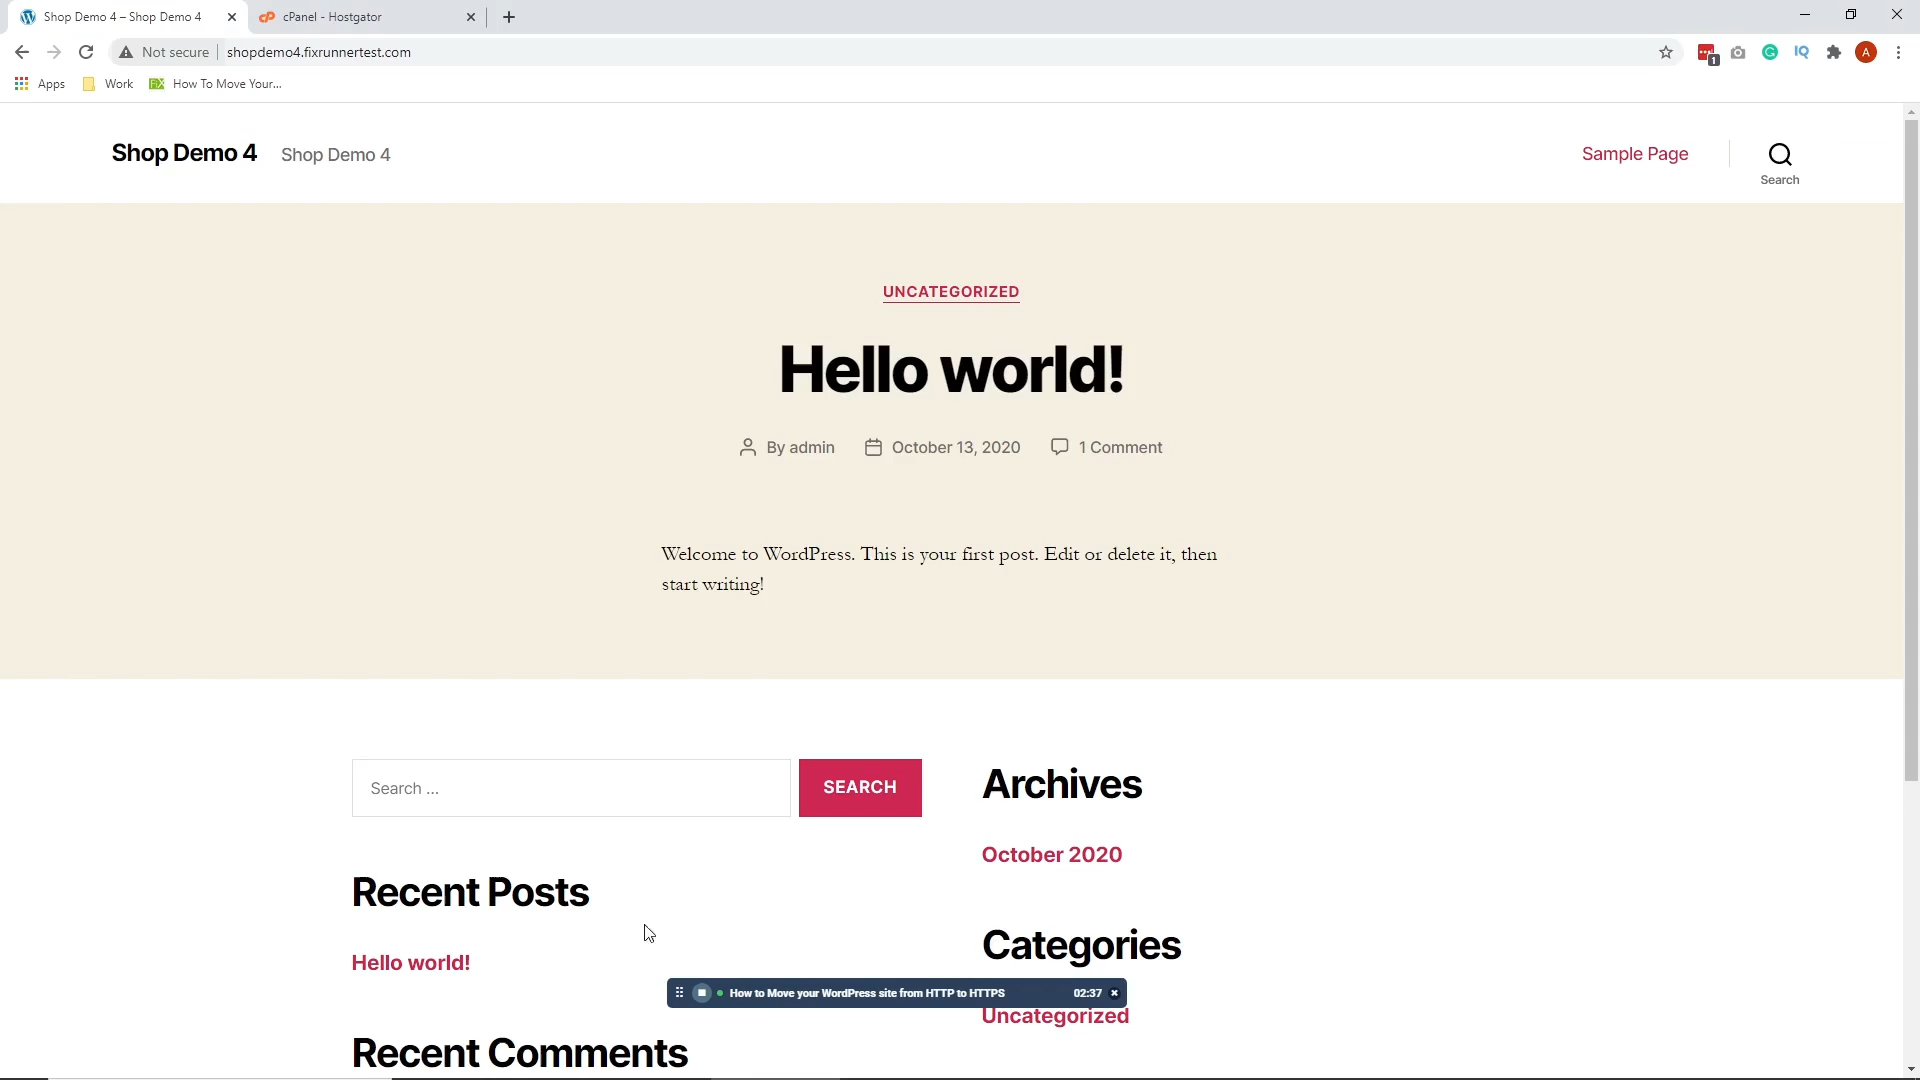 Shop Demo 4 – Shop Demo 4
cPanel - Hostgator
Not secure
shopdemo4.fixrunnertest.com
1
IQ
A
Apps
Work
How To Move Your...
Shop Demo 4
Shop Demo 4
Sample Page
Search
UNCATEGORIZED
Hello world!
By admin
October 13, 2020
1 Comment
Welcome to WordPress. This is your first post. Edit or delete it, then
start writing!
Search ...
SEARCH
Archives
October 2020
Recent Posts
Hello world!
Categories
How to Move your WordPress site from HTTP to HTTPS
02:37
Uncategorized
Recent Comments